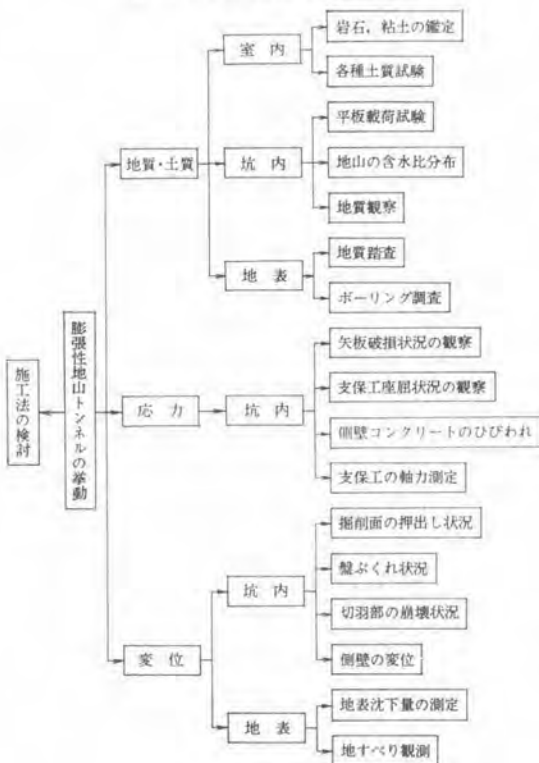 施工法の検討
膨張性地山トンネルの挙動
地質・土質
室内
岩石，粘土の鑑定
各種土質試験
坑内
平板載荷試験
地山の含水比分布
地質観察
地表
地質踏査
ボーリング調査
応力
坑内
矢板破損状況の観察
支保工座屈状況の観察
側壁コンクリートのひびわれ
支保工の軸力測定
変位
坑内
掘削面の押出し状況
盤ぶくれ状況
切羽部の崩壊状況
側壁の変位
地表
地表沈下量の測定
地すべり観測